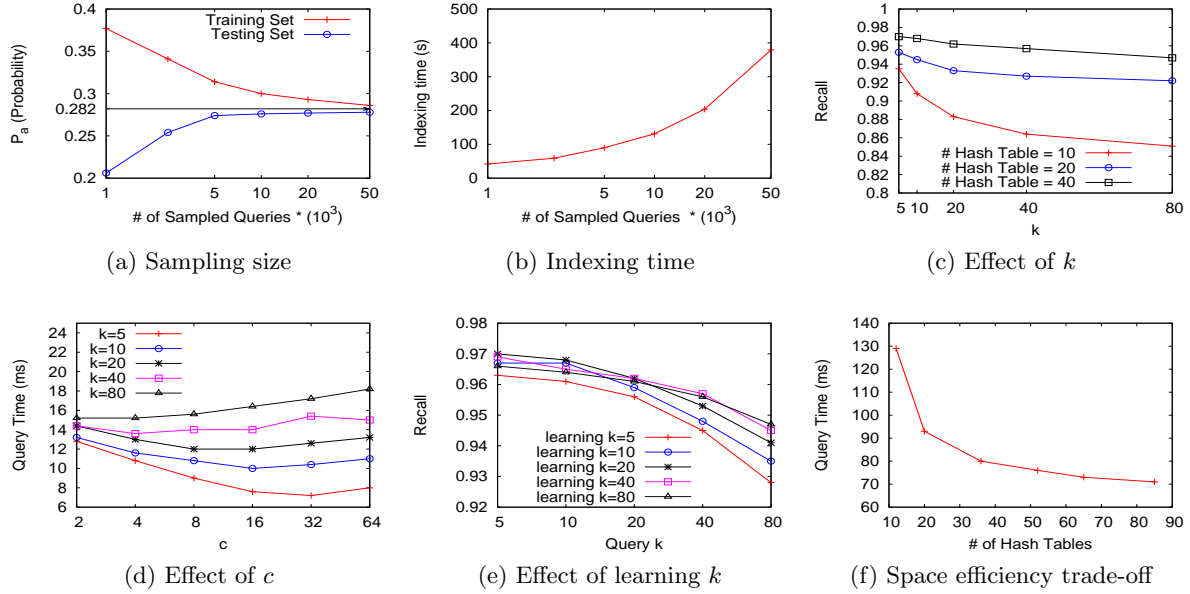 0.4
0.35
0.3
0.282
0.25
0.2
P_a (Probability)
Training Set
Testing Set
1 5 10 20 50
# of Sampled Queries * (10^3)
(a) Sampling size
500
400
300
200
100
0
Indexing time (s)
1 5 10 20 50
# of Sampled Queries * (10^3)
(b) Indexing time
1
0.98
0.96
0.94
0.92
0.9
0.88
0.86
0.84
0.82
0.8
Recall
# Hash Table = 10
# Hash Table = 20
# Hash Table = 40
5 10 20 40 80
k
(c) Effect of k
24
22
20
18
16
14
12
10
8
6
Query Time (ms)
k=5
k=10
k=20
k=40
k=80
2 4 8 16 32 64
c
(d) Effect of c
0.98
0.97
0.96
0.95
0.94
0.93
0.92
Recall
learning k=5
learning k=10
learning k=20
learning k=40
learning k=80
5 10 20 40 80
Query k
(e) Effect of learning k
140
130
120
110
100
90
80
70
60
Query Time (ms)
10 20 30 40 50 60 70 80 90
# of Hash Tables
(f) Space efficiency trade-off